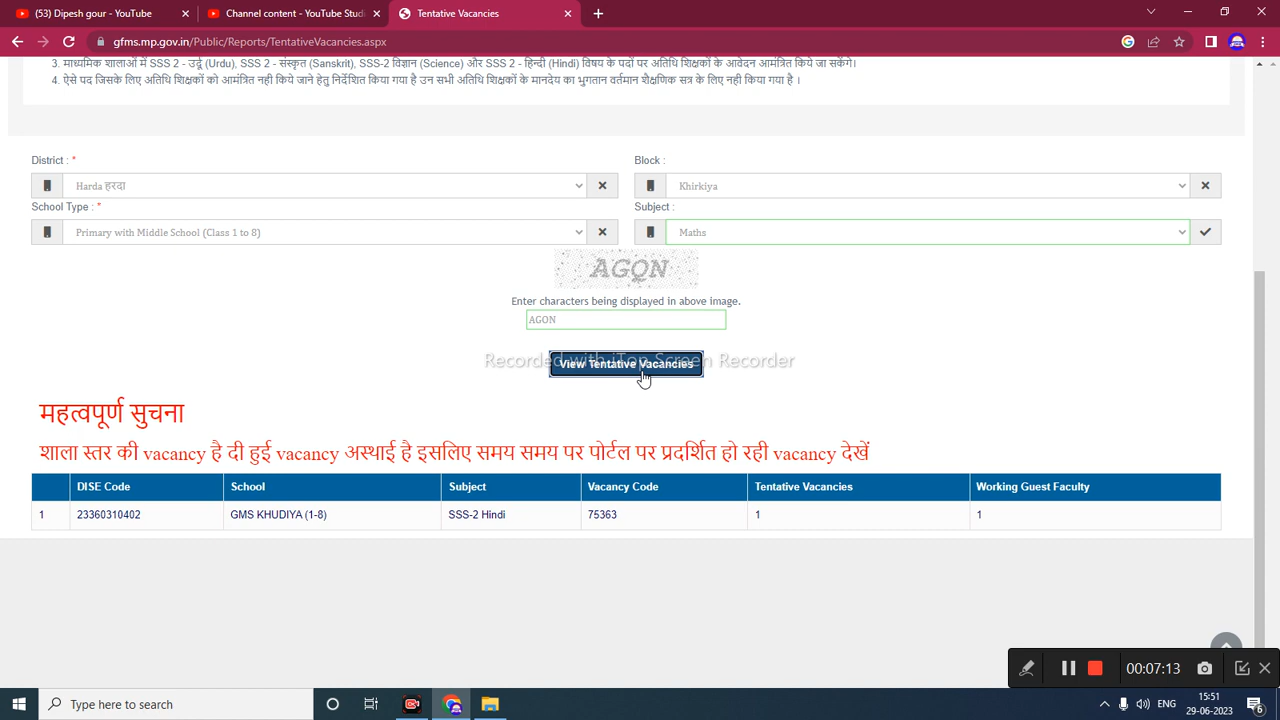 (53) Dipesh gour - YouTube
Channel content - YouTube Stud
Tentative Vacancies
gfms.mp.gov.in/Public/Reports/TentativeVacancies.aspx
3. माध्यमिक शालाओं में SSS 2 - उर्दू (Urdu), SSS 2 - संस्कृत (Sanskrit), SSS-2 विज्ञान (Science) और SSS 2 - हिन्दी (Hindi) विषय के पदों पर अतिथि शिक्षकों के आवेदन आमंत्रित किये जा सकेंगे।
4. ऐसे पद जिसके लिए अतिथि शिक्षकों को आमंत्रित नही किये जाने हेतु निर्देशित किया गया है उन सभी अतिथि शिक्षकों के मानदेय का भुगतान वर्तमान शैक्षणिक सत्र के लिए नही किया गया है ।
District : * Block :
Harda हरदा Khirkiya
School Type : * Subject :
Primary with Middle School (Class 1 to 8) Maths
AGQN
Enter characters being displayed in above image.
AGQN
Recorded with iTop Screen Recorder
View Tentative Vacancies
महत्वपूर्ण सुचना
शाला स्तर की vacancy है दी हुई vacancy अस्थाई है इसलिए समय समय पर पोर्टल पर प्रदर्शित हो रही vacancy देखें
DISE Code School Subject Vacancy Code Tentative Vacancies Working Guest Faculty
1 23360310402 GMS KHUDIYA (1-8) SSS-2 Hindi 75363 1 1
00:07:13
Type here to search
ENG
15:51
29-06-2023
6